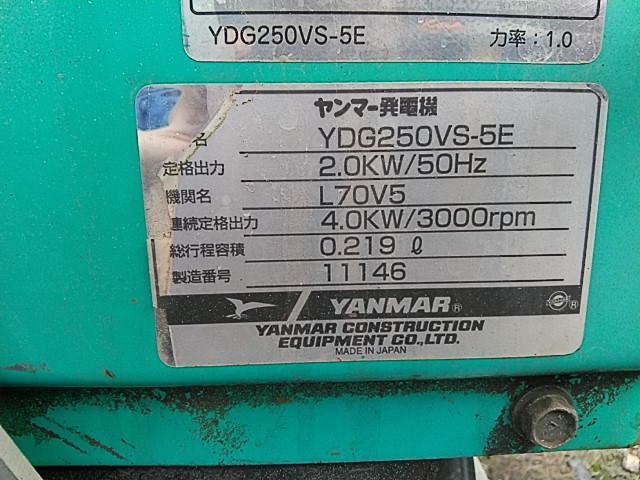 YDG250VS-5E 力率：1.0
ヤンマー発電機
名 YDG250VS-5E
定格出力 2.0KW/50Hz
機関名 L70V5
連続定格出力 4.0KW/3000rpm
総行程容積 0.219 ℓ
製造番号 11146
YANMAR®
YANMAR CONSTRUCTION
EQUIPMENT CO.,LTD.
MADE IN JAPAN